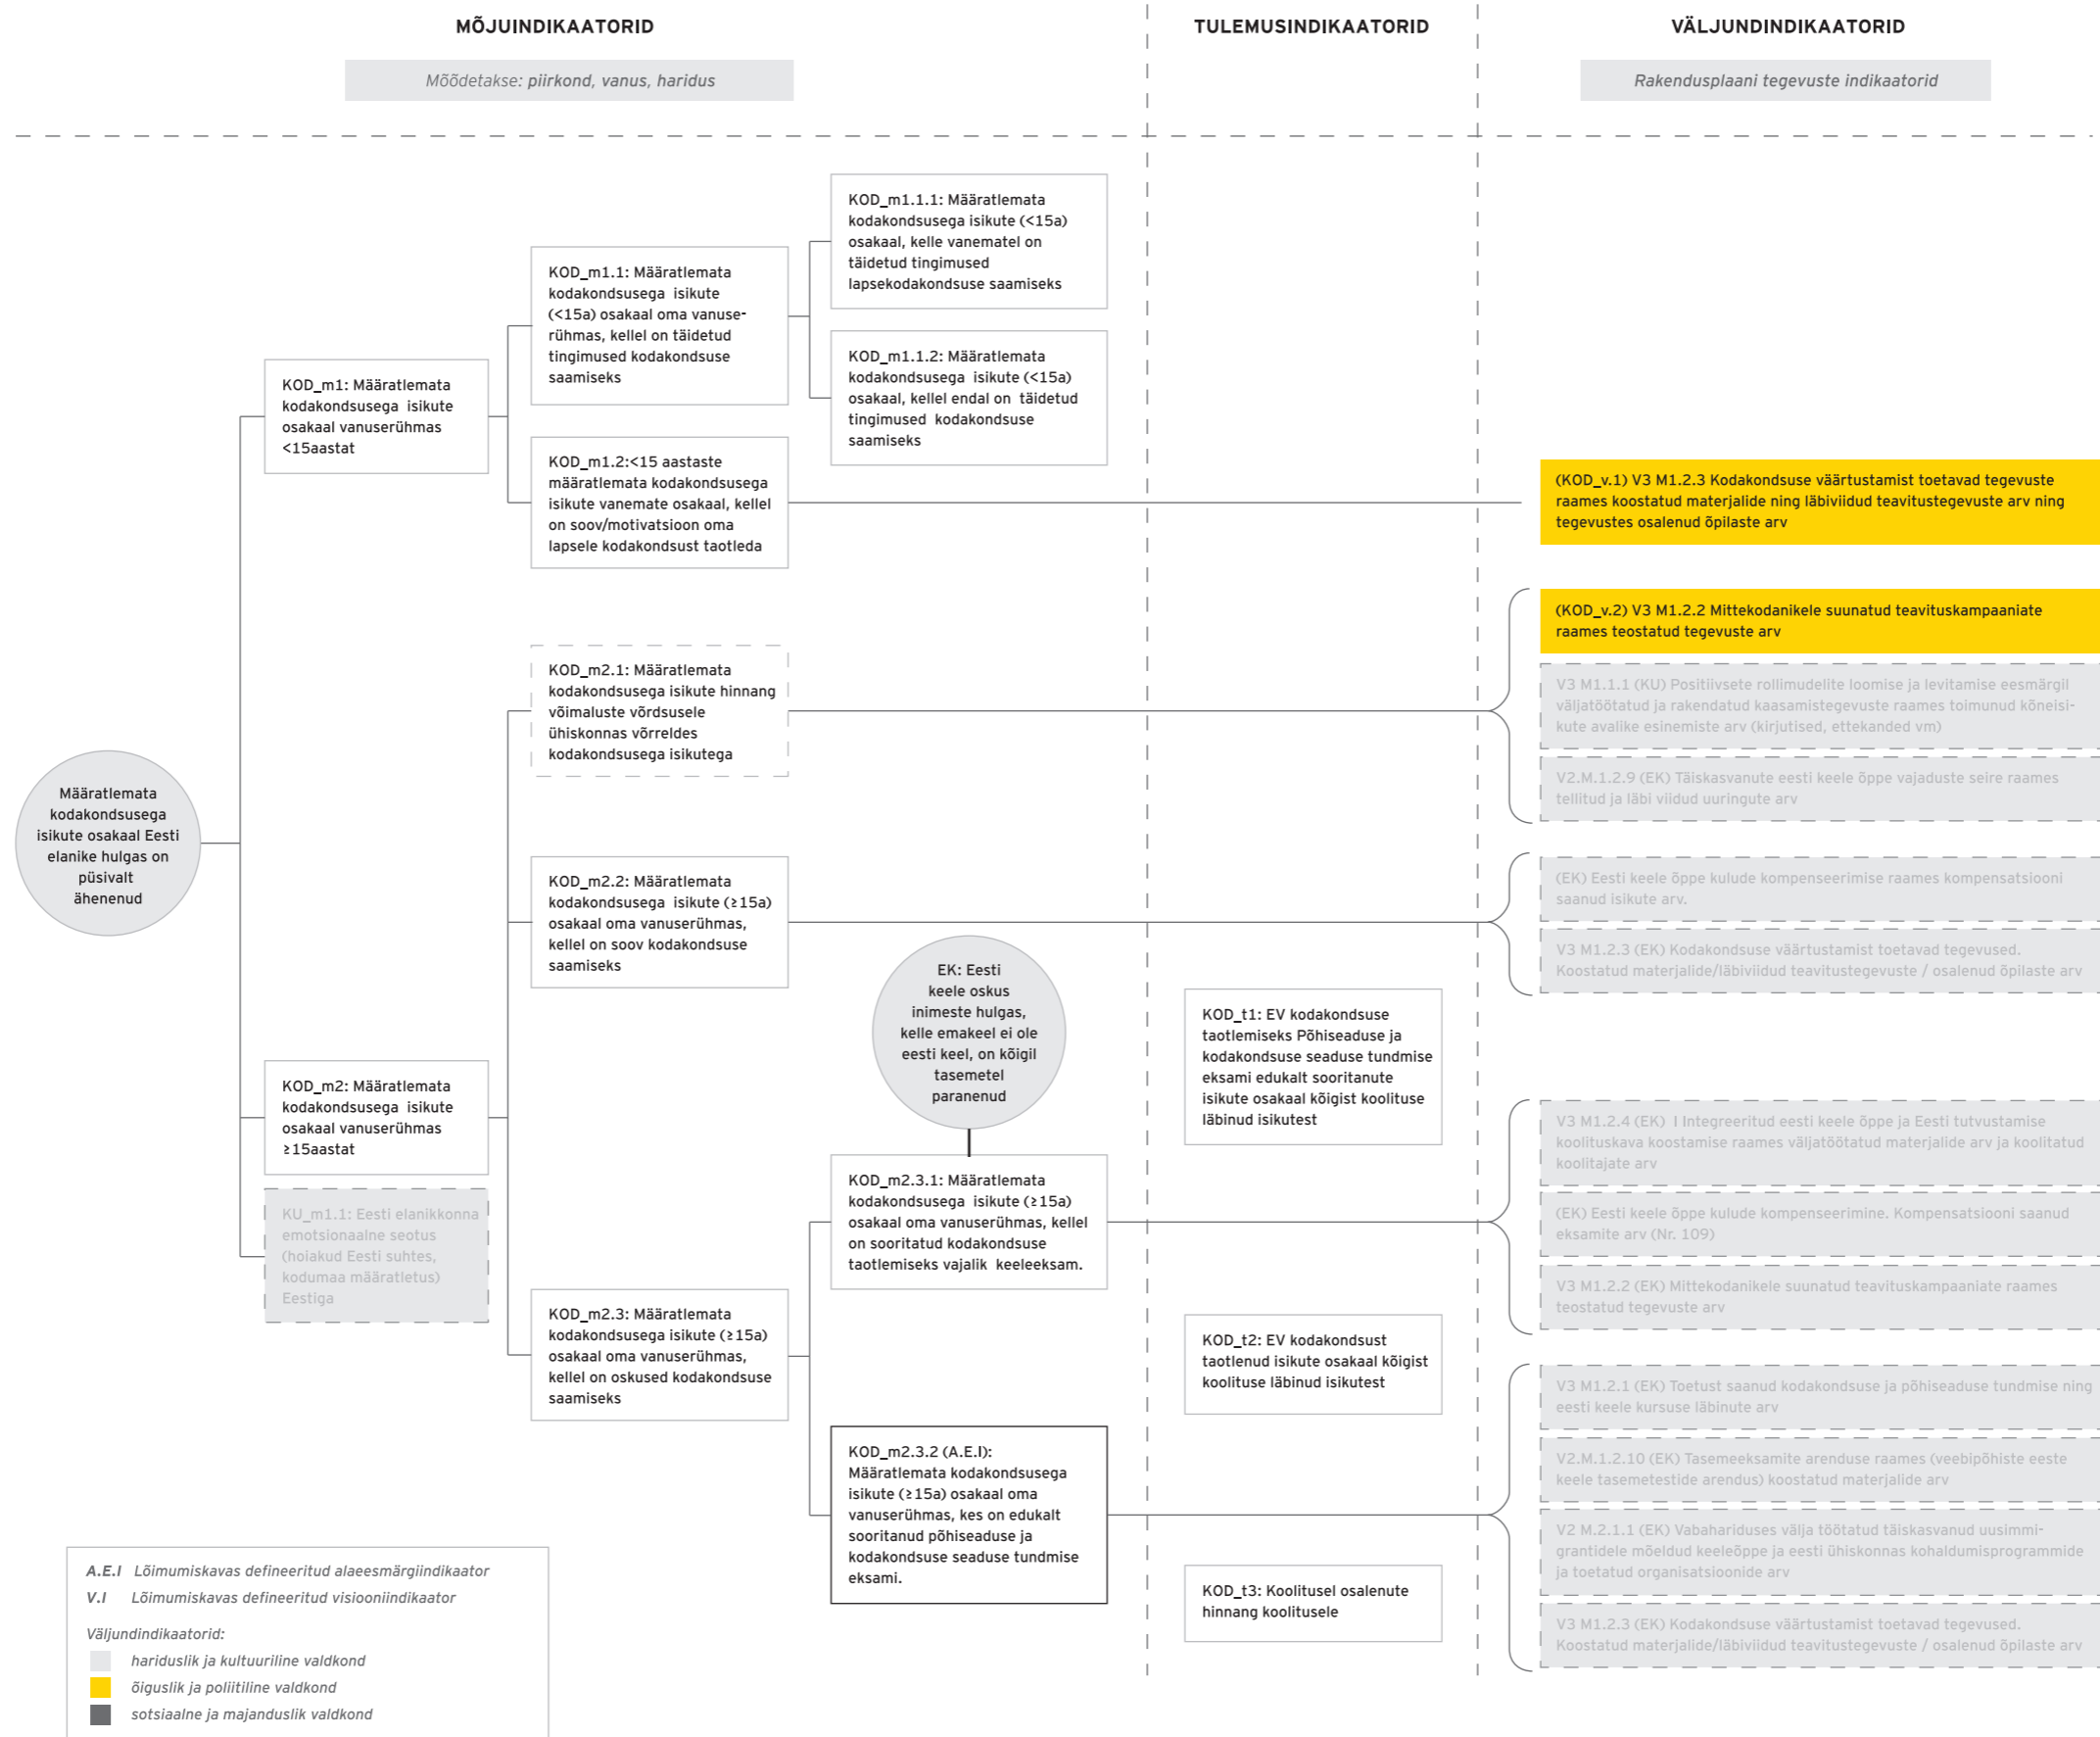 MÕJUINDIKAATORID
TULEMUSINDIKAATORID
VÄLJUNDINDIKAATORID
Mõõdetakse: piirkond, vanus, haridus
Rakendusplaani tegevuste indikaatorid
Määratlemata
kodakondsusega
isikute osakaal Eesti
elanike hulgas on
püsivalt
ähenenud
KOD_m1: Määratlemata
kodakondsusega isikute
osakaal vanuserühmas
<15aastat
KOD_m1.1: Määratlemata
kodakondsusega isikute
(<15a) osakaal oma vanuse-
rühmas, kellel on täidetud
tingimused kodakondsuse
saamiseks
KOD_m1.1.1: Määratlemata
kodakondsusega isikute (<15a)
osakaal, kelle vanematel on
täidetud tingimused
lapsekodakondsuse saamiseks
KOD_m1.1.2: Määratlemata
kodakondsusega isikute (<15a)
osakaal, kellel endal on täidetud
tingimused kodakondsuse
saamiseks
KOD_m1.2:<15 aastaste
määratlemata kodakondsusega
isikute vanemate osakaal, kellel
on soov/motivatsioon oma
lapsele kodakondsust taotleda
(KOD_v.1) V3 M1.2.3 Kodakondsuse väärtustamist toetavad tegevuste
raames koostatud materjalide ning läbiviidud teavitustegevuste arv ning
tegevustes osalenud õpilaste arv
KOD_m2: Määratlemata
kodakondsusega isikute
osakaal vanuserühmas
≥15aastat
KU_m1.1: Eesti elanikkonna
emotsionaalne seotus
(hoiakud Eesti suhtes,
kodumaa määratletus)
Eestiga
KOD_m2.1: Määratlemata
kodakondsusega isikute hinnang
võimaluste võrdsusele
ühiskonnas võrreldes
kodakondsusega isikutega
(KOD_v.2) V3 M1.2.2 Mittekodanikele suunatud teavituskampaaniate
raames teostatud tegevuste arv
V3 M1.1.1 (KU) Positiivsete rollimudelite loomise ja levitamise eesmärgil
väljatöötatud ja rakendatud kaasamistegevuste raames toimunud kõneisi-
kute avalike esinemiste arv (kirjutised, ettekanded vm)
V2.M.1.2.9 (EK) Täiskasvanute eesti keele õppe vajaduste seire raames
tellitud ja läbi viidud uuringute arv
KOD_m2.2: Määratlemata
kodakondsusega isikute (≥15a)
osakaal oma vanuserühmas,
kellel on soov kodakondsuse
saamiseks
(EK) Eesti keele õppe kulude kompenseerimise raames kompensatsiooni
saanud isikute arv.
V3 M1.2.3 (EK) Kodakondsuse väärtustamist toetavad tegevused.
Koostatud materjalide/läbiviidud teavitustegevuste / osalenud õpilaste arv
EK: Eesti
keele oskus
inimeste hulgas,
kelle emakeel ei ole
eesti keel, on kõigil
tasemetel
paranenud
KOD_t1: EV kodakondsuse
taotlemiseks Põhiseaduse ja
kodakondsuse seaduse tundmise
eksami edukalt sooritanute
isikute osakaal kõigist koolituse
läbinud isikutest
KOD_m2.3: Määratlemata
kodakondsusega isikute (≥15a)
osakaal oma vanuserühmas,
kellel on oskused kodakondsuse
saamiseks
KOD_m2.3.1: Määratlemata
kodakondsusega isikute (≥15a)
osakaal oma vanuserühmas, kellel
on sooritatud kodakondsuse
taotlemiseks vajalik keeleeksam.
V3 M1.2.4 (EK) I Integreeritud eesti keele õppe ja Eesti tutvustamise
koolituskava koostamise raames väljatöötatud materjalide arv ja koolitatud
koolitajate arv
(EK) Eesti keele õppe kulude kompenseerimine. Kompensatsiooni saanud
eksamite arv (Nr. 109)
V3 M1.2.2 (EK) Mittekodanikele suunatud teavituskampaaniate raames
teostatud tegevuste arv
KOD_t2: EV kodakondsust
taotlenud isikute osakaal kõigist
koolituse läbinud isikutest
KOD_m2.3.2 (A.E.I):
Määratlemata kodakondsusega
isikute (≥15a) osakaal oma
vanuserühmas, kes on edukalt
sooritanud põhiseaduse ja
kodakondsuse seaduse tundmise
eksami.
V3 M1.2.1 (EK) Toetust saanud kodakondsuse ja põhiseaduse tundmise ning
eesti keele kursuse läbinute arv
V2.M.1.2.10 (EK) Tasemeeksamite arenduse raames (veebipõhiste eeste
keele tasemetestide arendus) koostatud materjalide arv
V2 M.2.1.1 (EK) Vabahariduses välja töötatud täiskasvanud uusimmi-
grantidele mõeldud keeleõppe ja eesti ühiskonnas kohaldumisprogrammide
ja toetatud organisatsioonide arv
V3 M1.2.3 (EK) Kodakondsuse väärtustamist toetavad tegevused.
Koostatud materjalide/läbiviidud teavitustegevuste / osalenud õpilaste arv
KOD_t3: Koolitusel osalenute
hinnang koolitusele
A.E.I Lõimumiskavas defineeritud alaeesmärgiindikaator
V.I Lõimumiskavas defineeritud visiooniindikaator
Väljundindikaatorid:
hariduslik ja kultuuriline valdkond
õiguslik ja poliitiline valdkond
sotsiaalne ja majanduslik valdkond